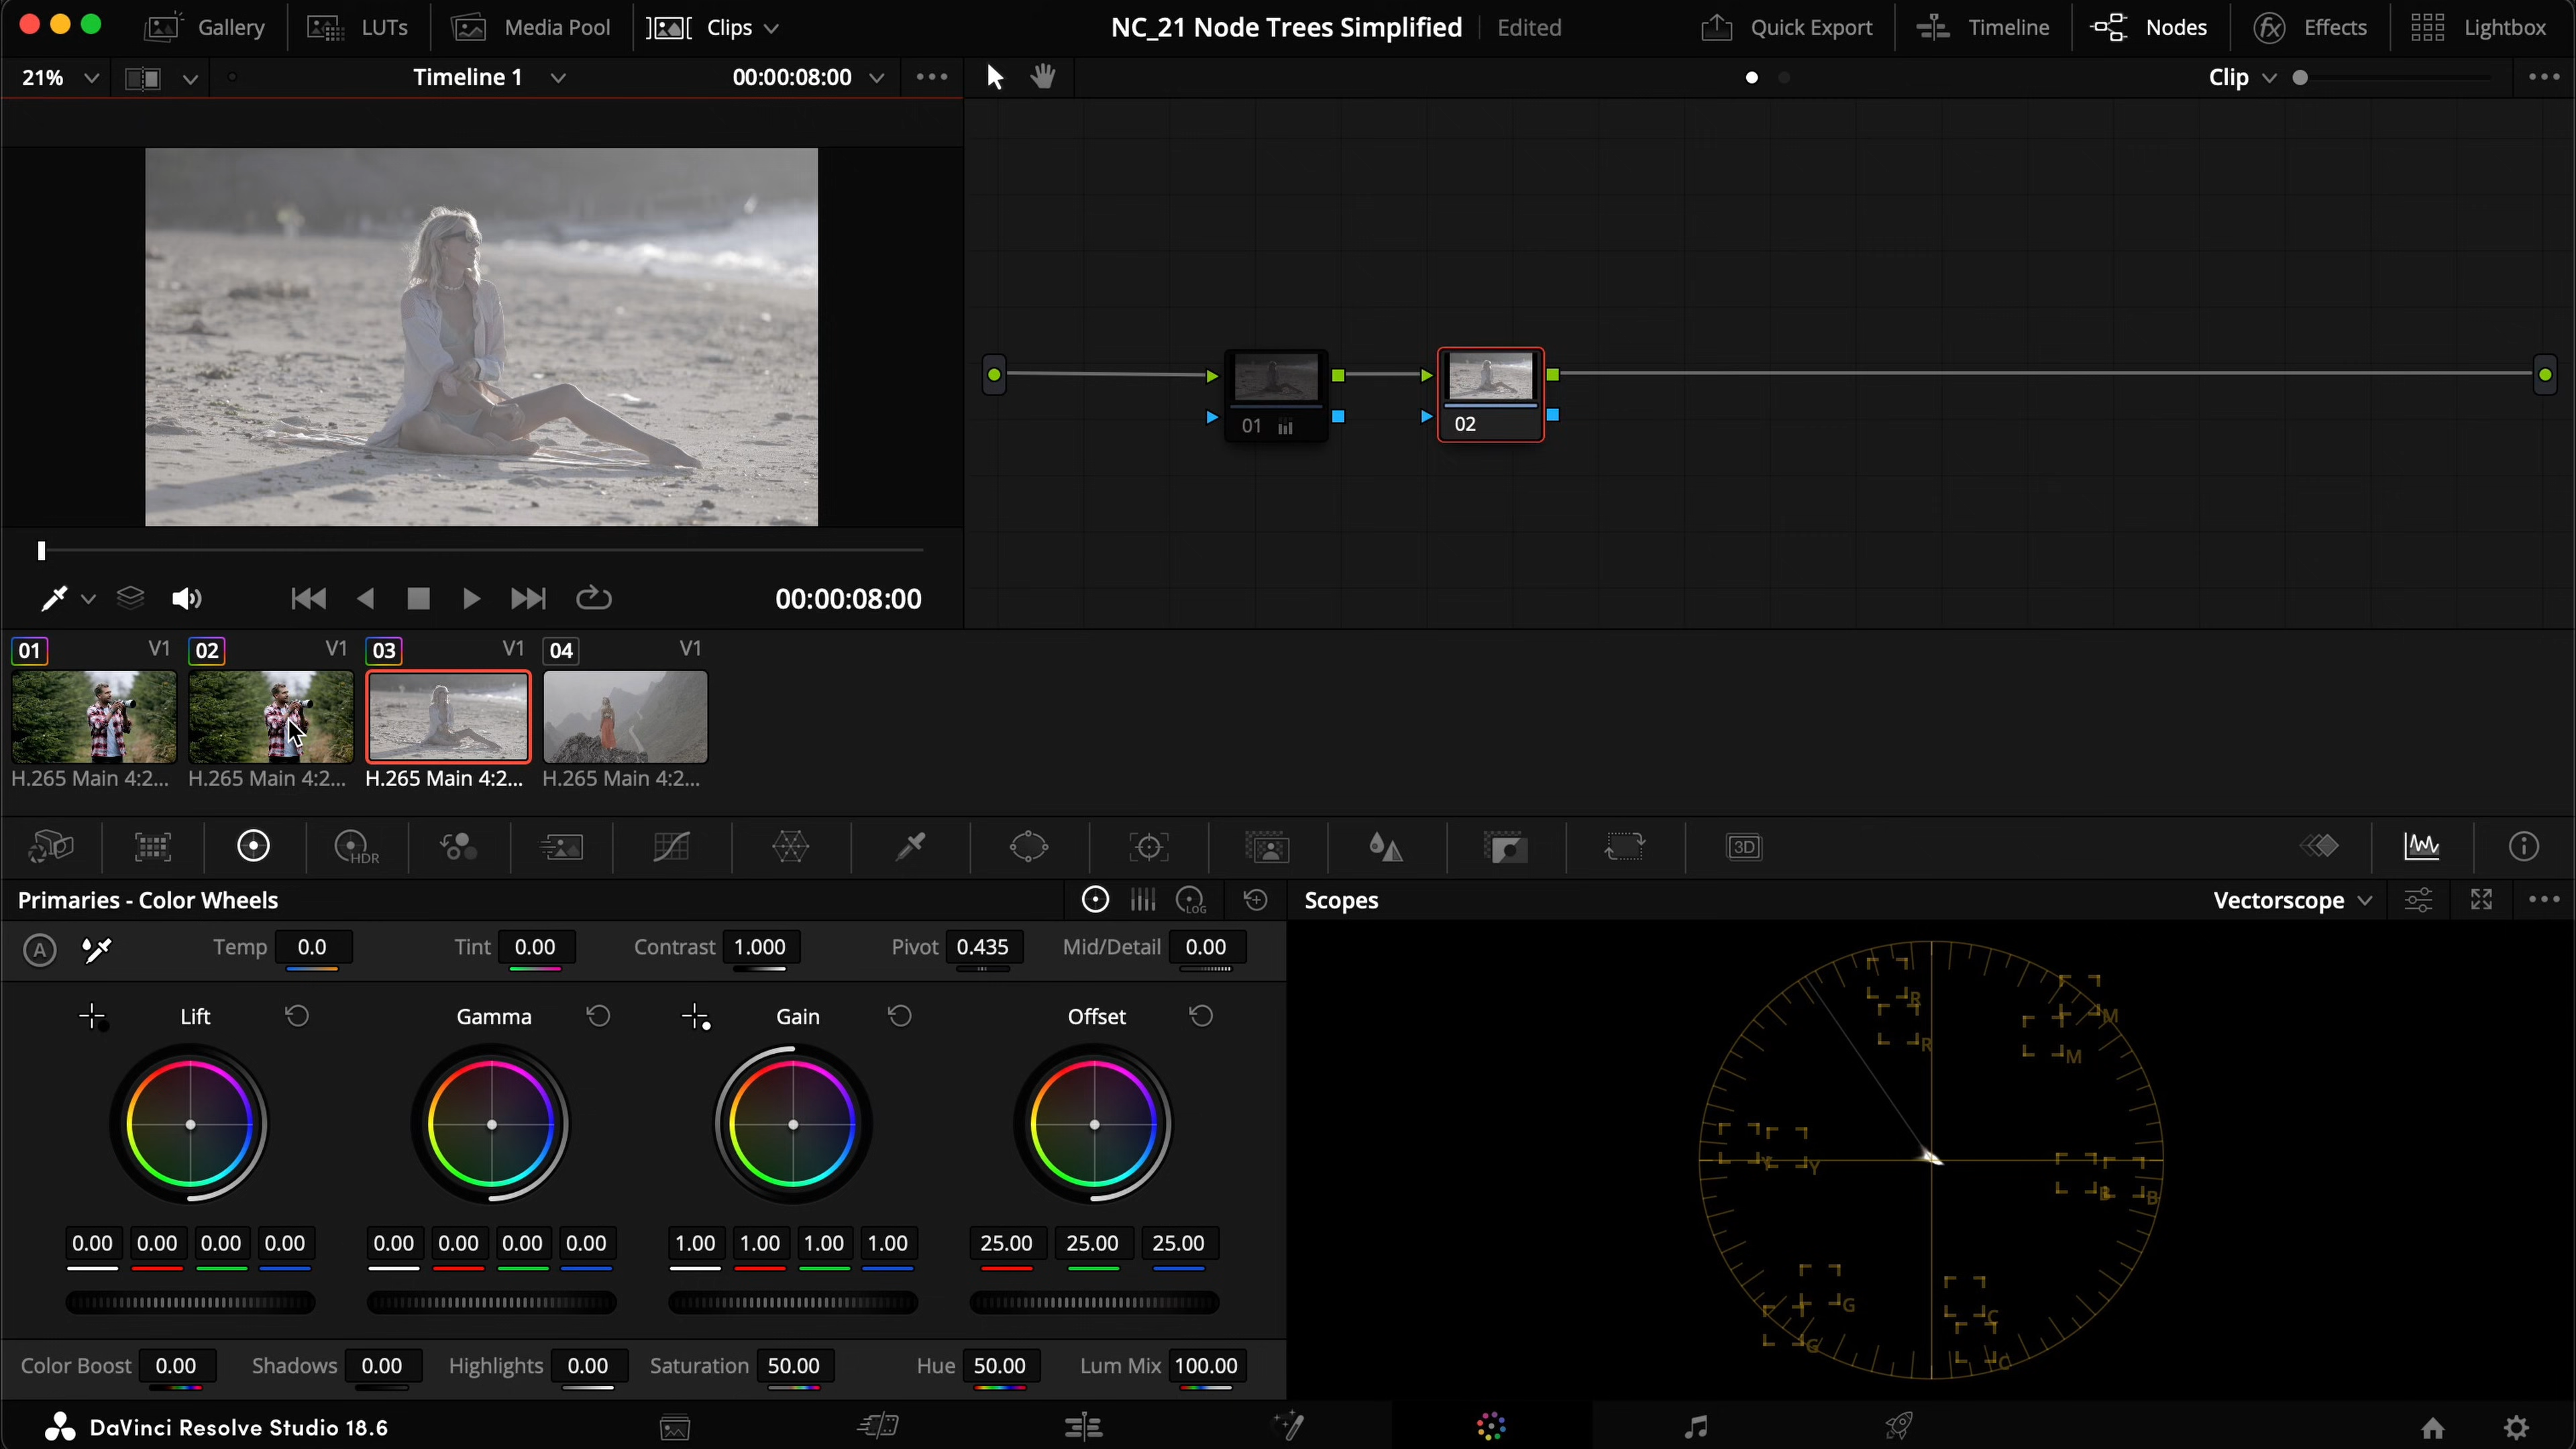 Gallery LUTs Media Pool Clips NC_21 Node Trees Simplified Edited Quick Export Timeline Nodes Effects Lightbox
21% Timeline 1 00:00:08:00 Clip
01
02
00:00:08:00
01 V1 02 V1 03 V1 04 V1
H.265 Main 4:2... H.265 Main 4:2... H.265 Main 4:2... H.265 Main 4:2...
HDR 3D
Primaries - Color Wheels LOG Scopes Vectorscope
A Temp 0.0 Tint 0.00 Contrast 1.000 Pivot 0.435 Mid/Detail 0.00
Lift Gamma Gain Offset
0.00 0.00 0.00 0.00 0.00 0.00 0.00 0.00 1.00 1.00 1.00 1.00 25.00 25.00 25.00
R
M
R
M
Y Y
B B
G C
G C
Color Boost 0.00 Shadows 0.00 Highlights 0.00 Saturation 50.00 Hue 50.00 Lum Mix 100.00
DaVinci Resolve Studio 18.6